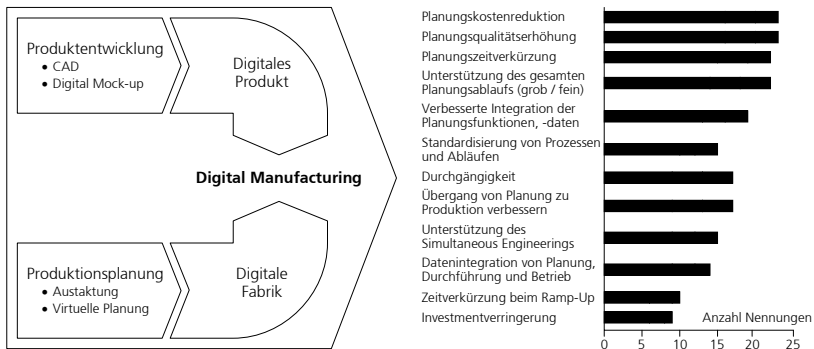 Produktentwicklung
• CAD
• Digital Mock-up
Digitales
Produkt
Digital Manufacturing
Produktionsplanung
• Austaktung
• Virtuelle Planung
Digitale
Fabrik
Planungskostenreduktion
Planungsqualitätserhöhung
Planungszeitverkürzung
Unterstützung des gesamten
Planungsablaufs (grob / fein)
Verbesserte Integration der
Planungsfunktionen, -daten
Standardisierung von Prozessen
und Abläufen
Durchgängigkeit
Übergang von Planung zu
Produktion verbessern
Unterstützung des
Simultaneous Engineerings
Datenintegration von Planung,
Durchführung und Betrieb
Zeitverkürzung beim Ramp-Up
Investmentverringerung
Anzahl Nennungen
0 5 10 15 20 25